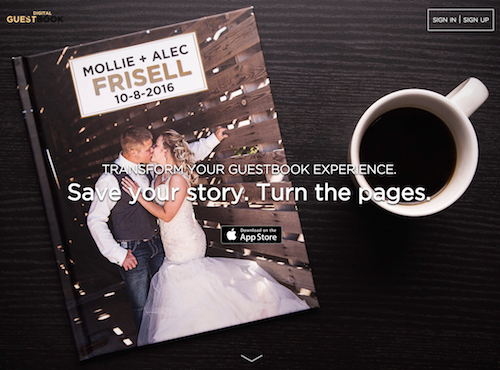 DIGITAL
GUESTBOOK
SIGN IN | SIGN UP
MOLLIE + ALEC
FRISELL
10-8-2016
TRANSFORM YOUR GUESTBOOK EXPERIENCE.
Save your story. Turn the pages.
Download on the
App Store